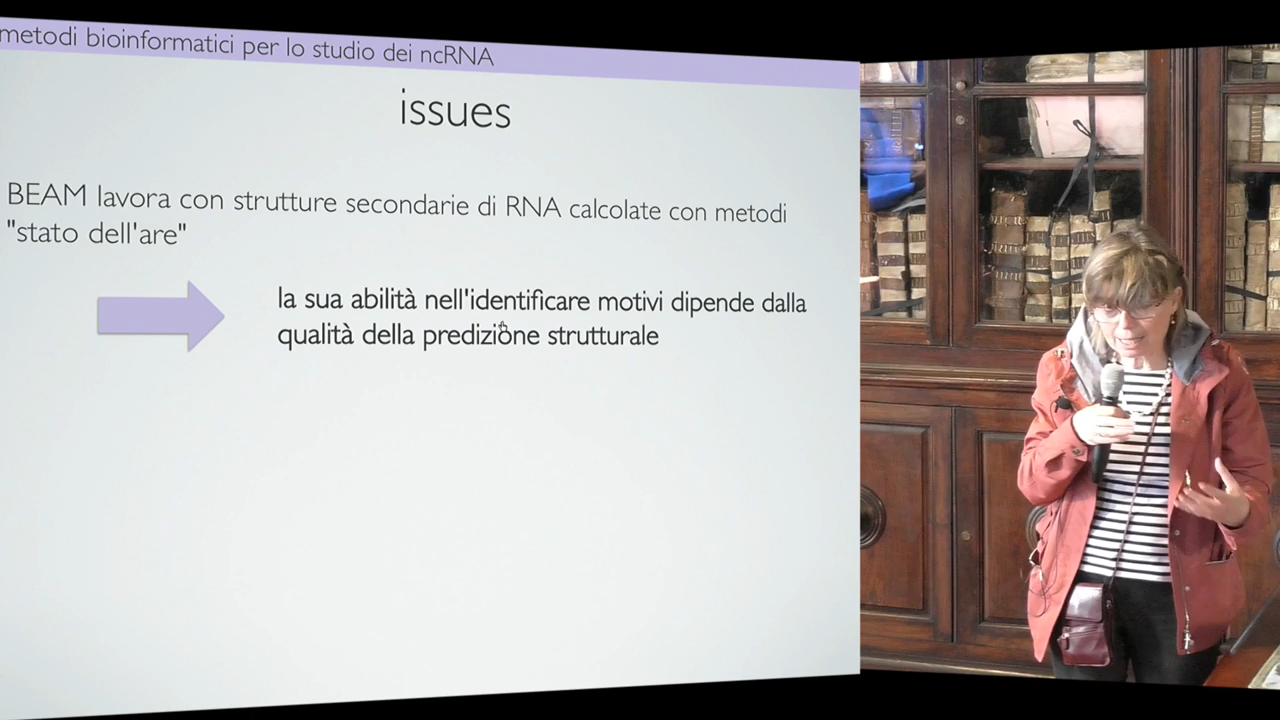 metodi bioinformatici per lo studio dei ncRNA
issues
BEAM lavora con strutture secondarie di RNA calcolate con metodi
"stato dell'are"
la sua abilità nell'identificare motivi dipende dalla
qualità della predizione strutturale